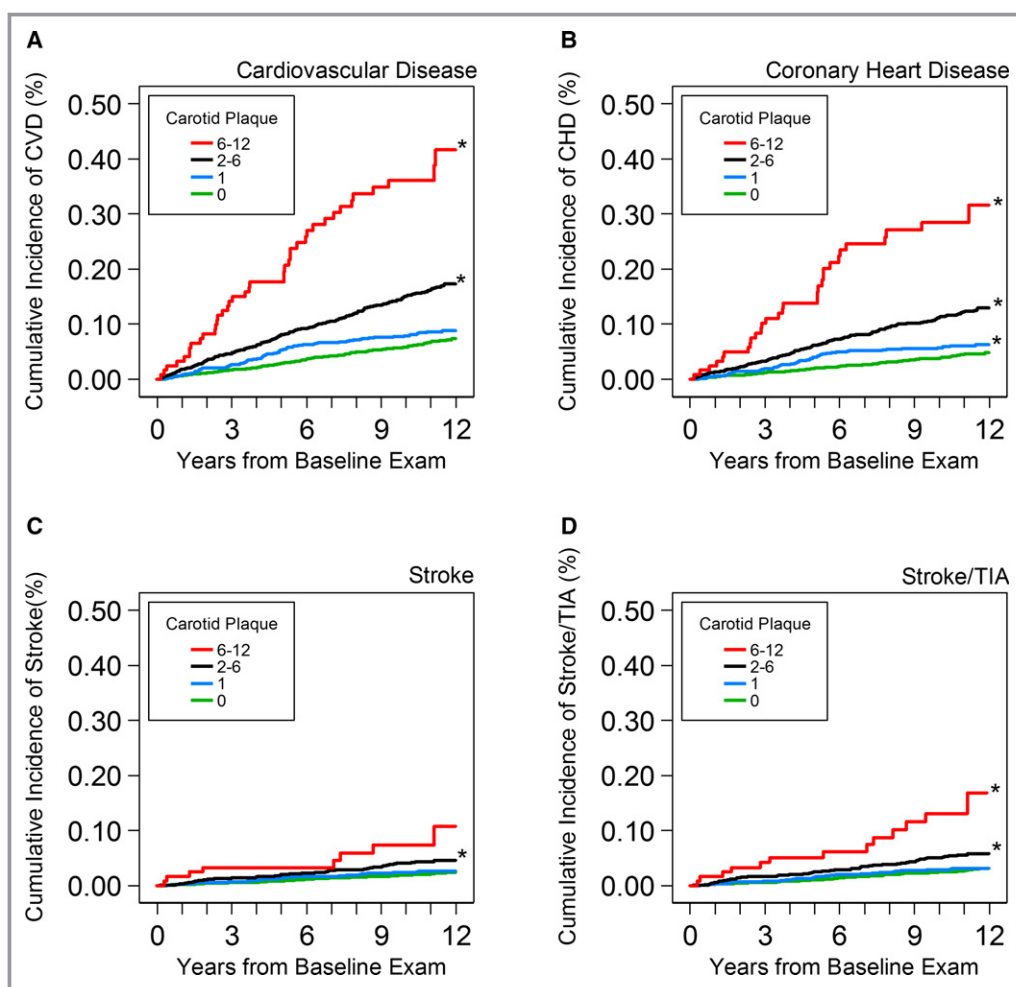 A
Cardiovascular Disease
Cumulative Incidence of CVD (%)
0.50
0.40
0.30
0.20
0.10
0.00
Carotid Plaque
6-12
2-6
1
0
*
*
0 3 6 9 12
Years from Baseline Exam
B
Coronary Heart Disease
Cumulative Incidence of CHD (%)
0.50
0.40
0.30
0.20
0.10
0.00
Carotid Plaque
6-12
2-6
1
0
*
*
*
0 3 6 9 12
Years from Baseline Exam
C
Stroke
Cumulative Incidence of Stroke(%)
0.50
0.40
0.30
0.20
0.10
0.00
Carotid Plaque
6-12
2-6
1
0
*
0 3 6 9 12
Years from Baseline Exam
D
Stroke/TIA
Cumulative Incidence of Stroke/TIA (%)
0.50
0.40
0.30
0.20
0.10
0.00
Carotid Plaque
6-12
2-6
1
0
*
*
0 3 6 9 12
Years from Baseline Exam